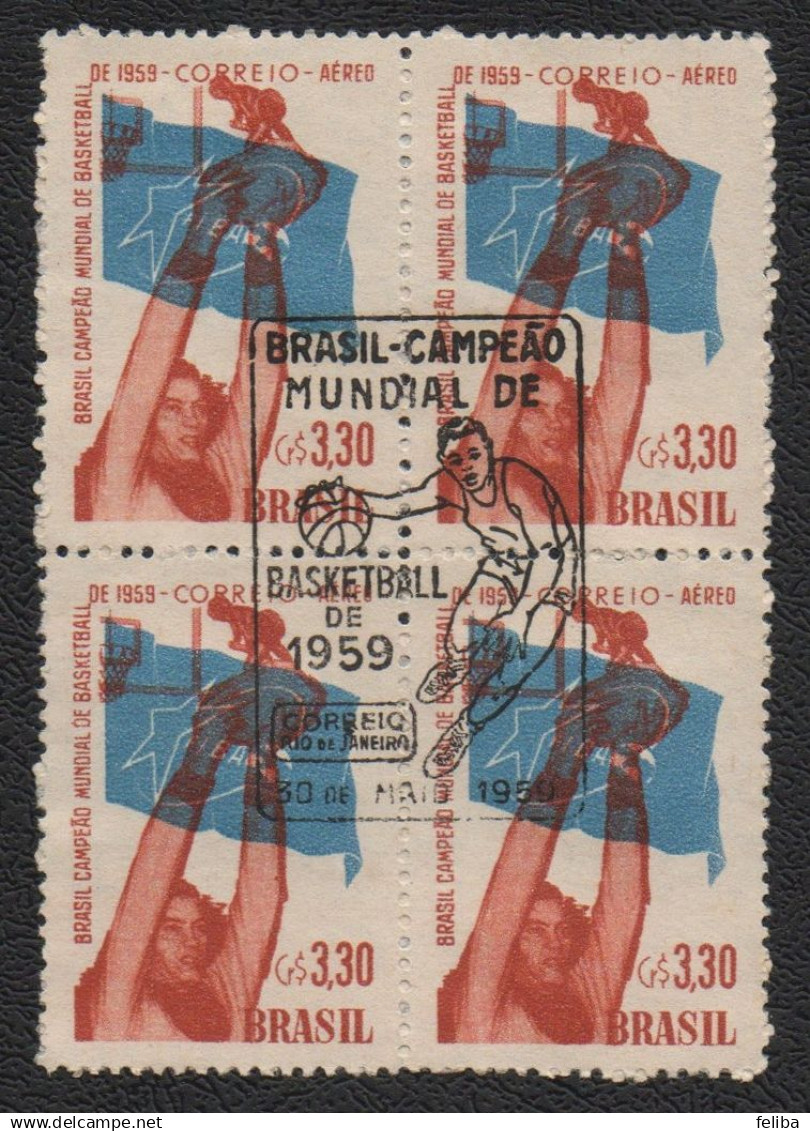 DE 1959 - CORREIO - AÉREO
BRASIL CAMPEÃO MUNDIAL DE BASKETBALL
Cr$ 3,30
BRASIL
DE 1959 - CORREIO - AÉREO
BRASIL CAMPEÃO MUNDIAL DE BASKETBALL
Cr$ 3,30
BRASIL
BRASIL-CAMPEÃO
MUNDIAL DE
BASKETBALL
DE
1959
CORREIO
RIO DE JANEIRO
30 DE MAIO 1959
DE 1959 - CORREIO - AÉREO
BRASIL CAMPEÃO MUNDIAL DE BASKETBALL
Cr$ 3,30
BRASIL
DE 1959 - CORREIO - AÉREO
BRASIL CAMPEÃO MUNDIAL DE BASKETBALL
Cr$ 3,30
BRASIL
feliba